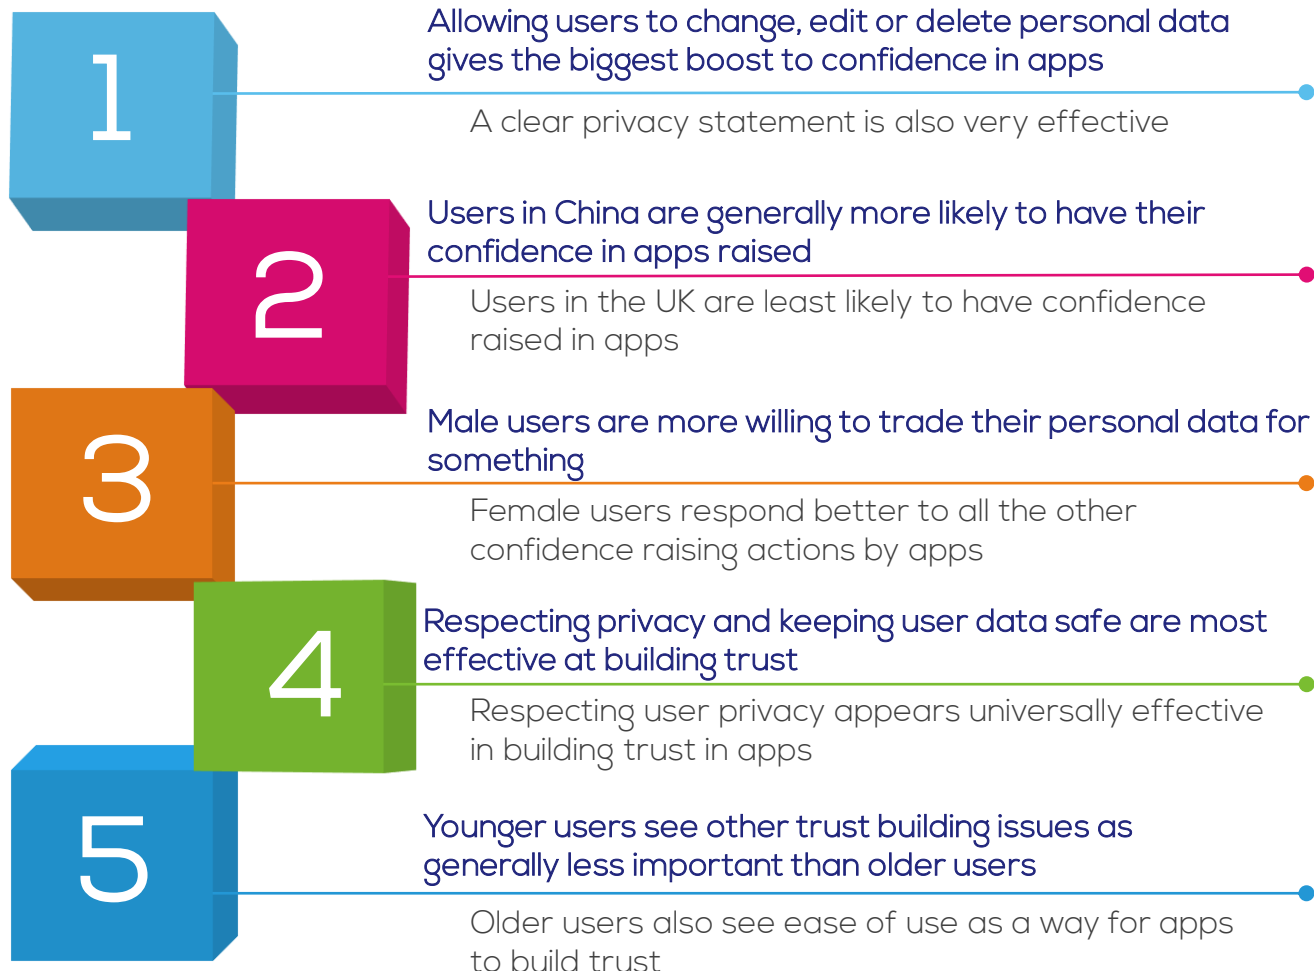 1
Allowing users to change, edit or delete personal data
gives the biggest boost to confidence in apps
A clear privacy statement is also very effective
2
Users in China are generally more likely to have their
confidence in apps raised
Users in the UK are least likely to have confidence
raised in apps
3
Male users are more willing to trade their personal data for
something
Female users respond better to all the other
confidence raising actions by apps
4
Respecting privacy and keeping user data safe are most
effective at building trust
Respecting user privacy appears universally effective
in building trust in apps
5
Younger users see other trust building issues as
generally less important than older users
Older users also see ease of use as a way for apps
to build trust